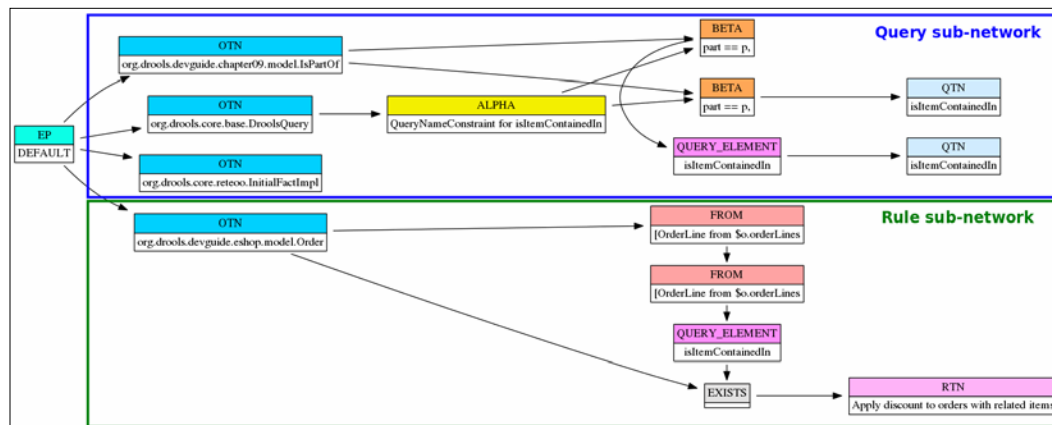 Query sub-network
OTN
org.drools.devguide.chapter09.model.IsPartOf
BETA
part == p,
OTN
org.drools.core.base.DroolsQuery
ALPHA
QueryNameConstraint for isItemContainedIn
BETA
part == p,
QTN
isItemContainedIn
EP
DEFAULT
OTN
org.drools.core.reteoo.InitialFactImpl
QUERY_ELEMENT
isItemContainedIn
QTN
isItemContainedIn
Rule sub-network
OTN
org.drools.devguide.eshop.model.Order
FROM
[OrderLine from $o.orderLines
FROM
[OrderLine from $o.orderLines
QUERY_ELEMENT
isItemContainedIn
EXISTS
RTN
Apply discount to orders with related items